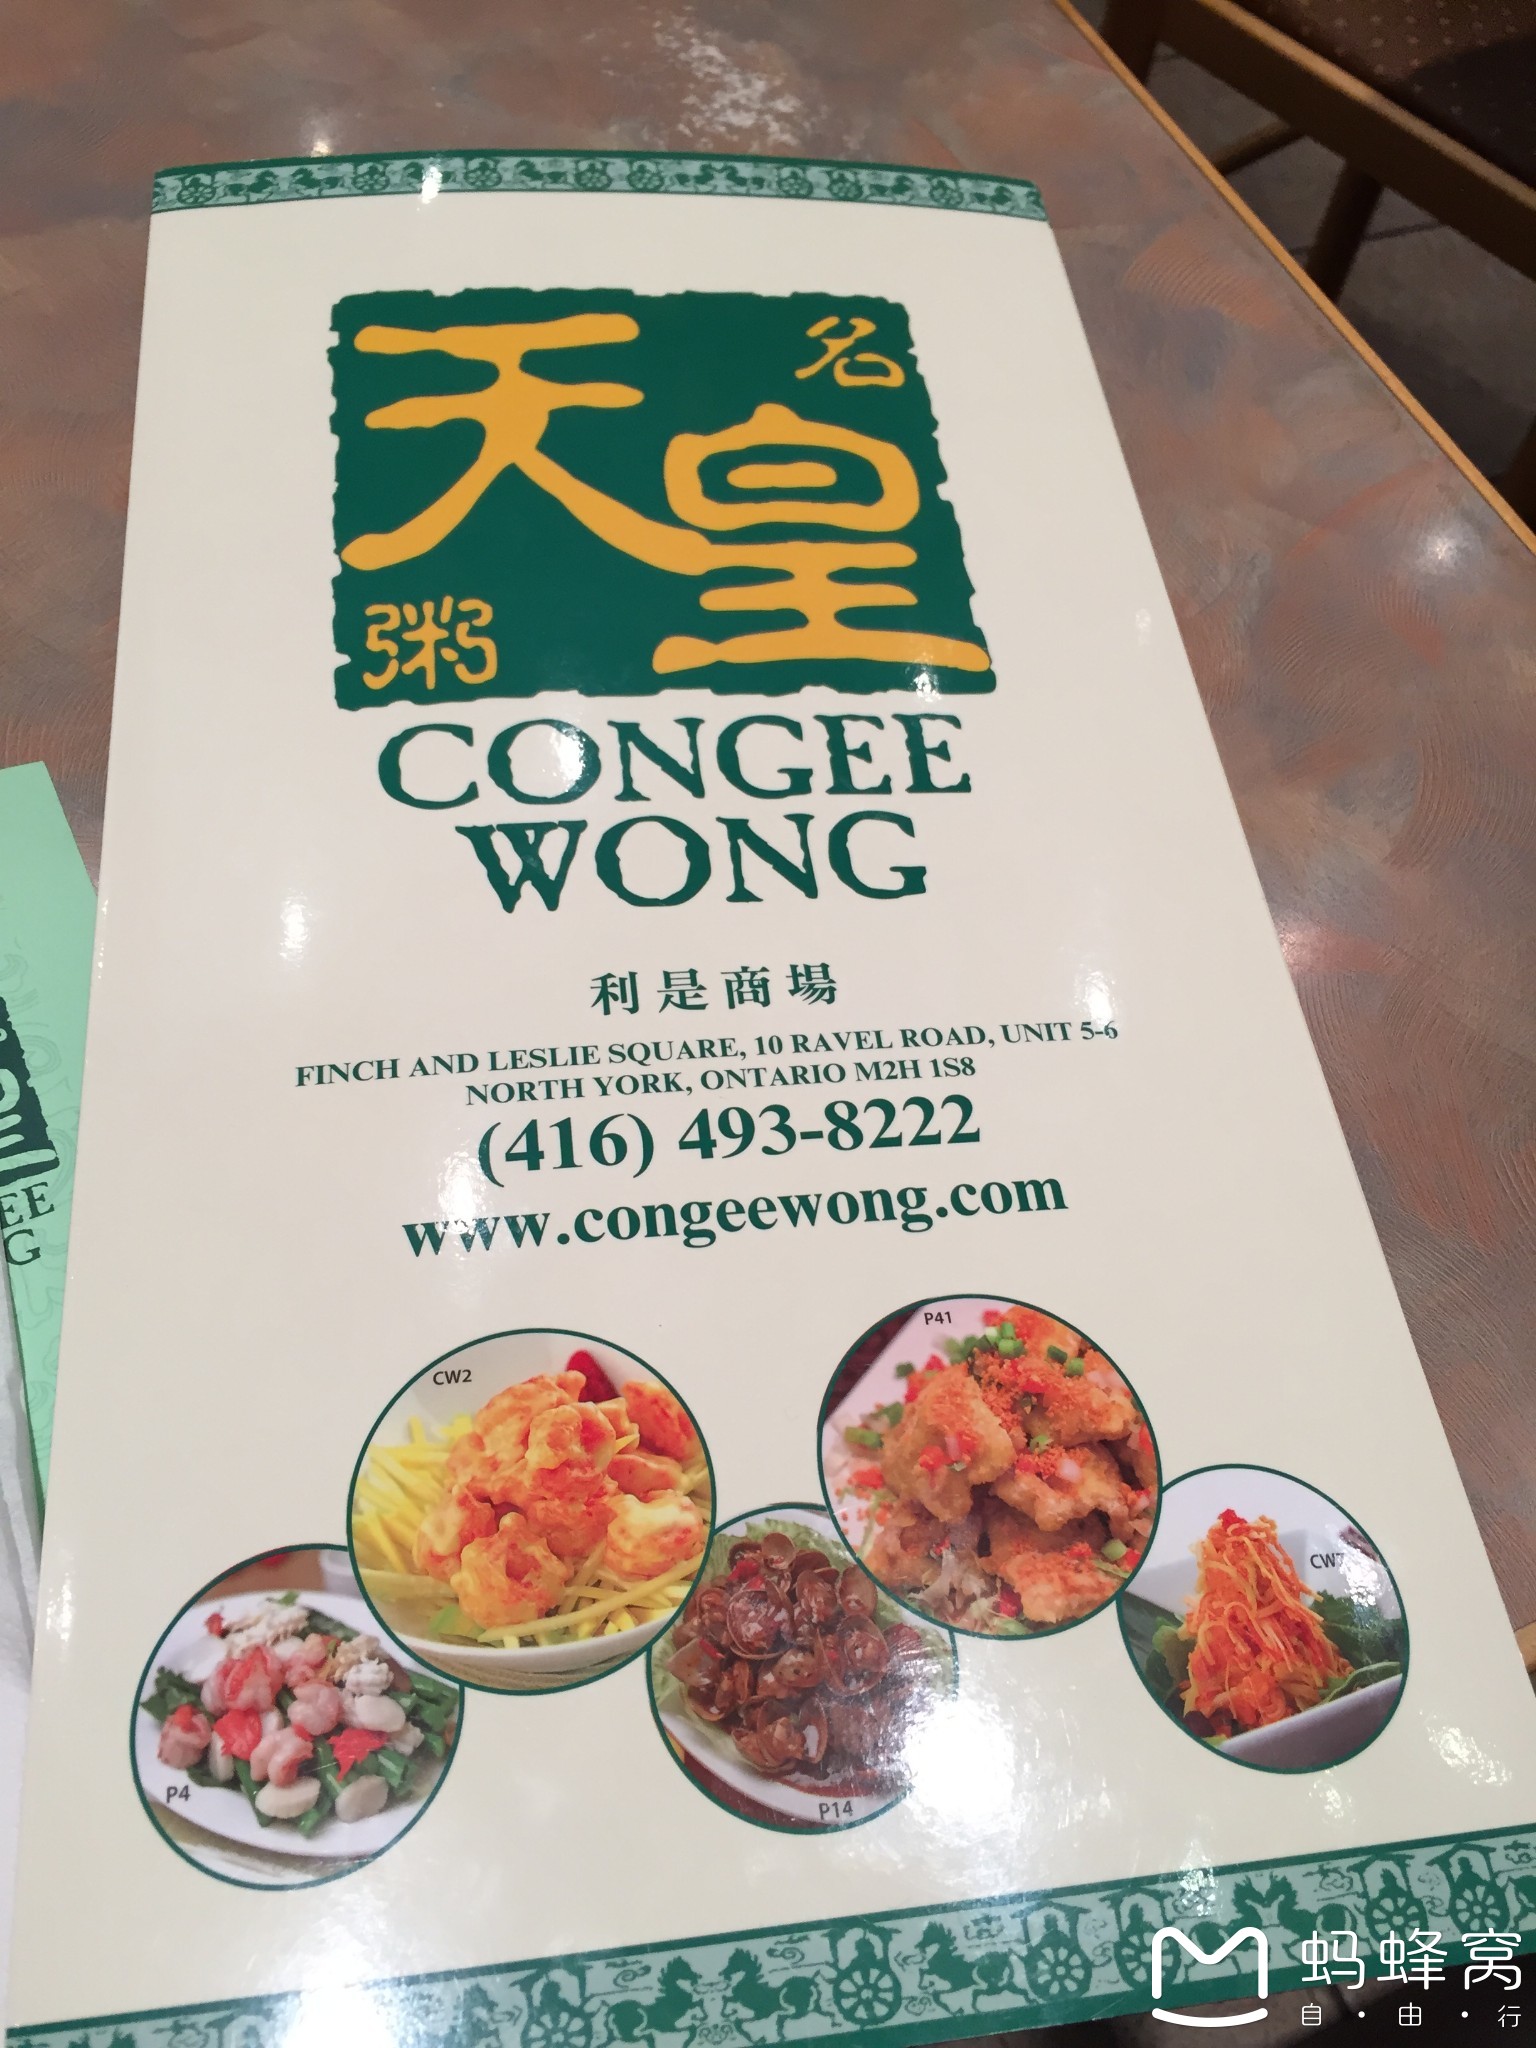 天皇
名
粥
CONGEE
WONG
利是商場
FINCH AND LESLIE SQUARE, 10 RAVEL ROAD, UNIT 5-6
NORTH YORK, ONTARIO M2H 1S8
(416) 493-8222
www.congeewong.com
P41
CW2
CW7
P4
P14
EE
G
蚂蜂窝
自·由·行